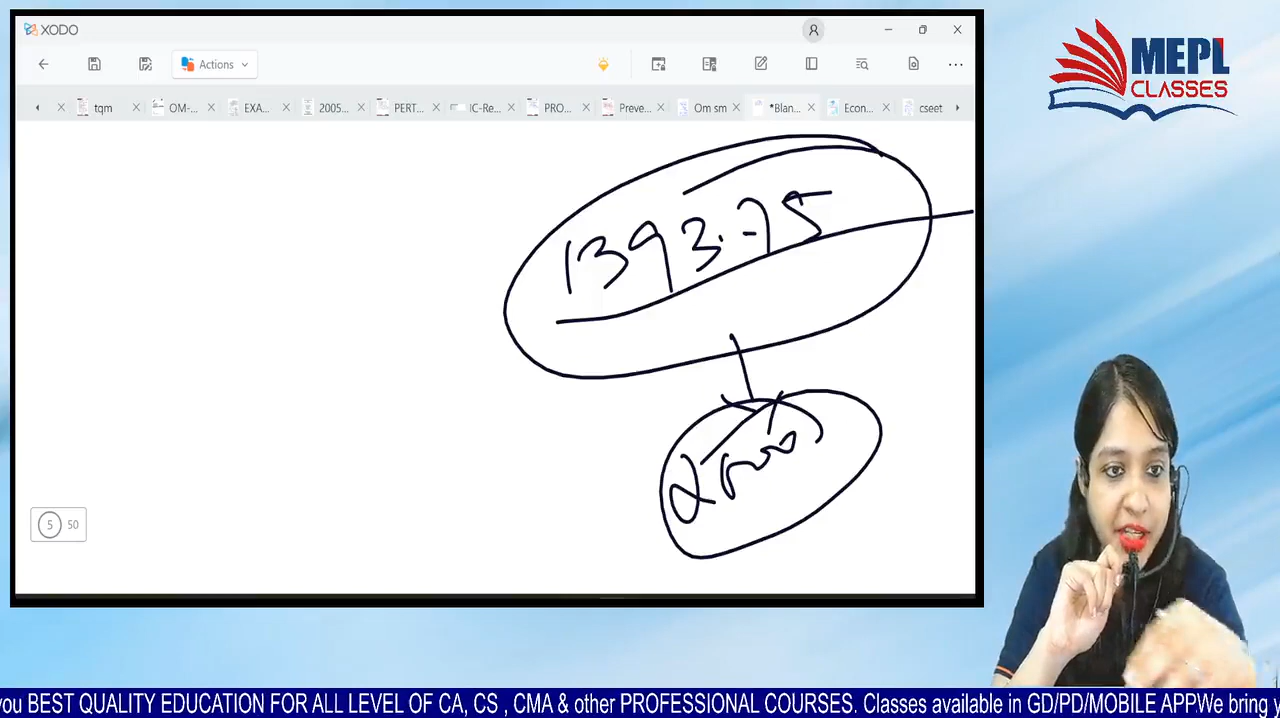 XODO
Actions
tqm
OM-...
EXA...
2005...
PERT...
IC-Re...
PRO...
Preve...
Om sm
*Blan...
Econ...
cseet
1393.75
5 50
MEPL
CLASSES
you BEST QUALITY EDUCATION FOR ALL LEVEL OF CA, CS , CMA & other PROFESSIONAL COURSES. Classes available in GD/PD/MOBILE APP.We bring y